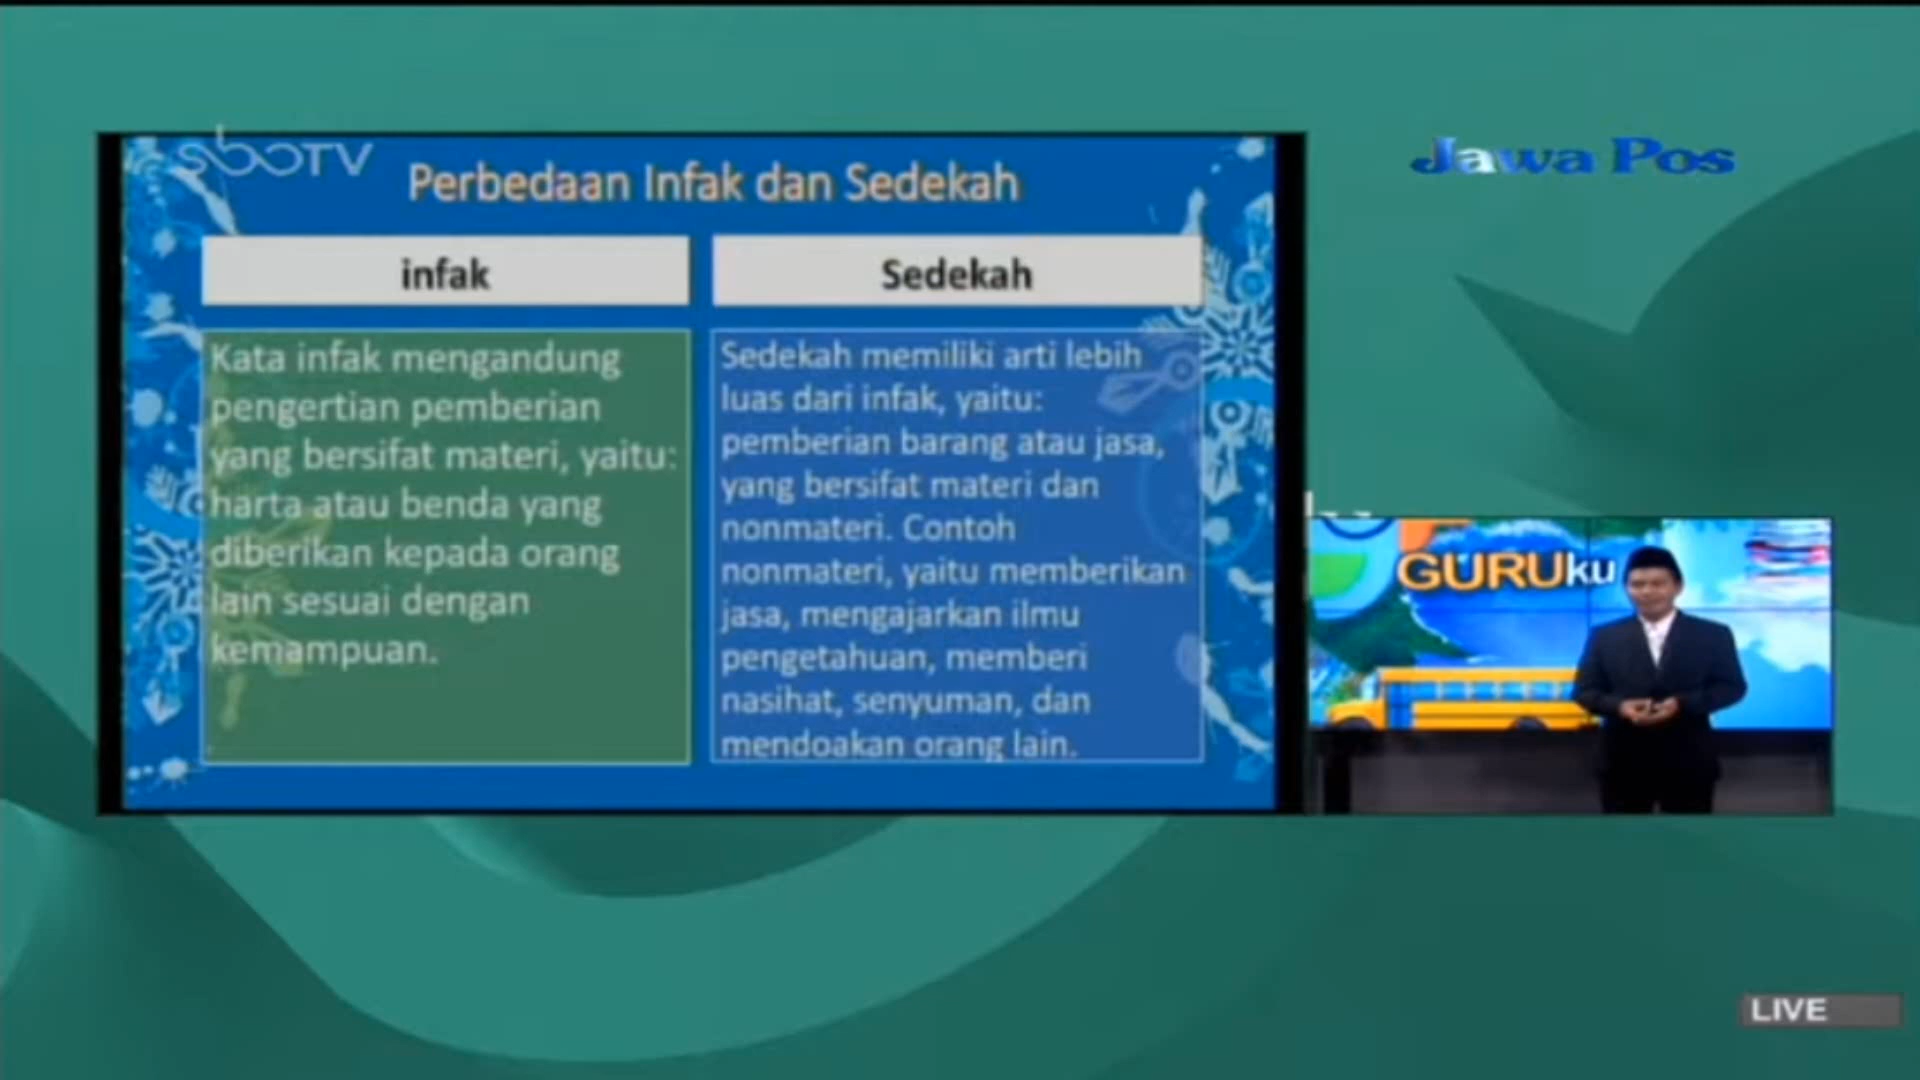 sbOTV
Jawa Pos
Perbedaan Infak dan Sedekah
infak
Kata infak mengandung
pengertian pemberian
yang bersifat materi, yaitu:
harta atau benda yang
diberikan kepada orang
lain sesuai dengan
kemampuan.
Sedekah
Sedekah memiliki arti lebih
luas dari infak, yaitu:
pemberian barang atau jasa,
yang bersifat materi dan
nonmateri. Contoh
nonmateri, yaitu memberikan
jasa, mengajarkan ilmu
pengetahuan, memberi
nasihat, senyuman, dan
mendoakan orang lain.
GURUku
LIVE